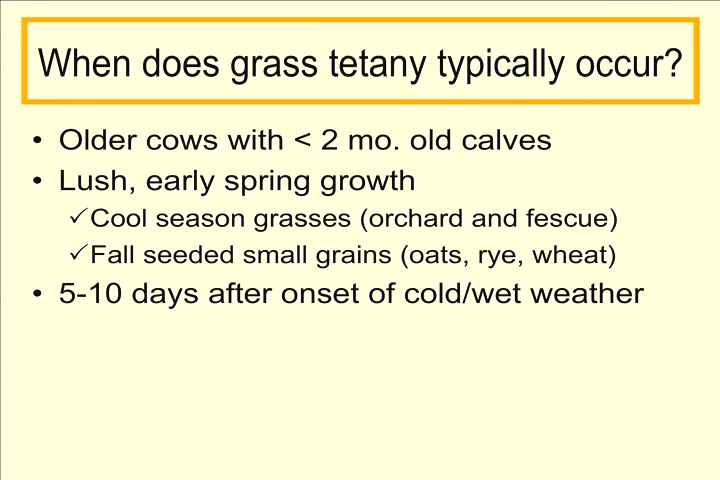 When does grass tetany typically occur?
• Older cows with < 2 mo. old calves
• Lush, early spring growth
✓Cool season grasses (orchard and fescue)
✓Fall seeded small grains (oats, rye, wheat)
• 5-10 days after onset of cold/wet weather